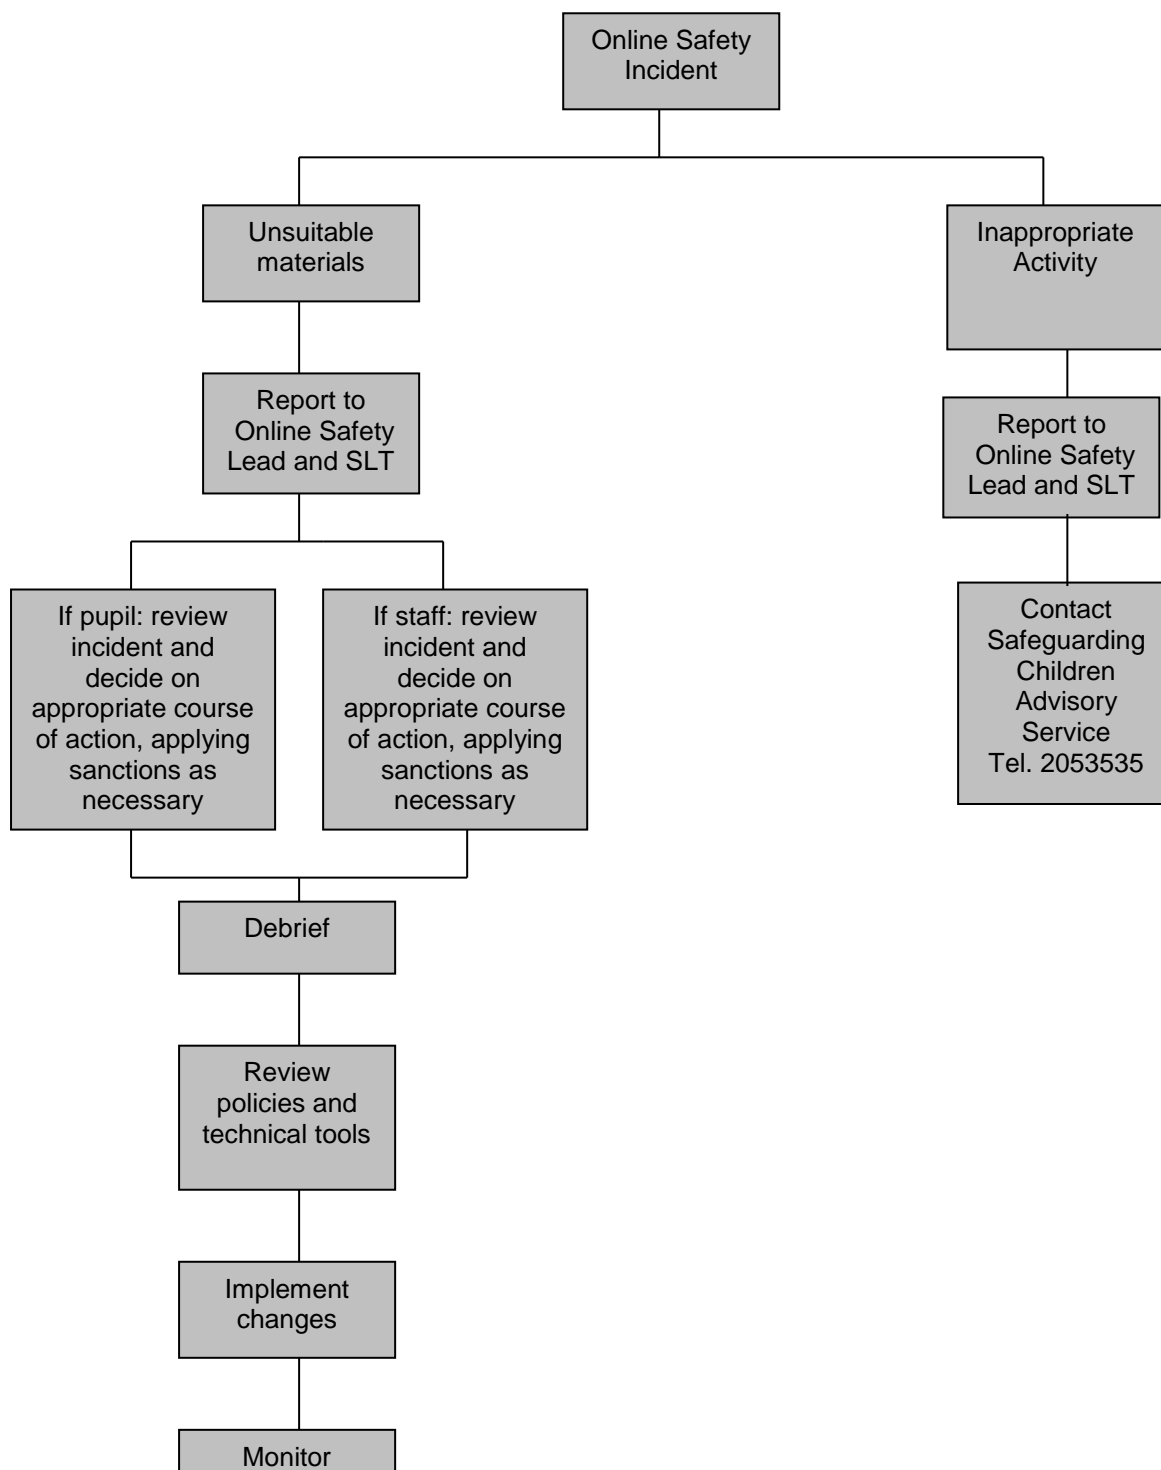 Online Safety
Incident
Unsuitable
materials
Inappropriate
Activity
Report to
Online Safety
Lead and SLT
Report to
Online Safety
Lead and SLT
If pupil: review
incident and
decide on
appropriate course
of action, applying
sanctions as
necessary
If staff: review
incident and
decide on
appropriate course
of action, applying
sanctions as
necessary
Contact
Safeguarding
Children
Advisory
Service
Tel. 2053535
Debrief
Review
policies and
technical tools
Implement
changes
Monitor